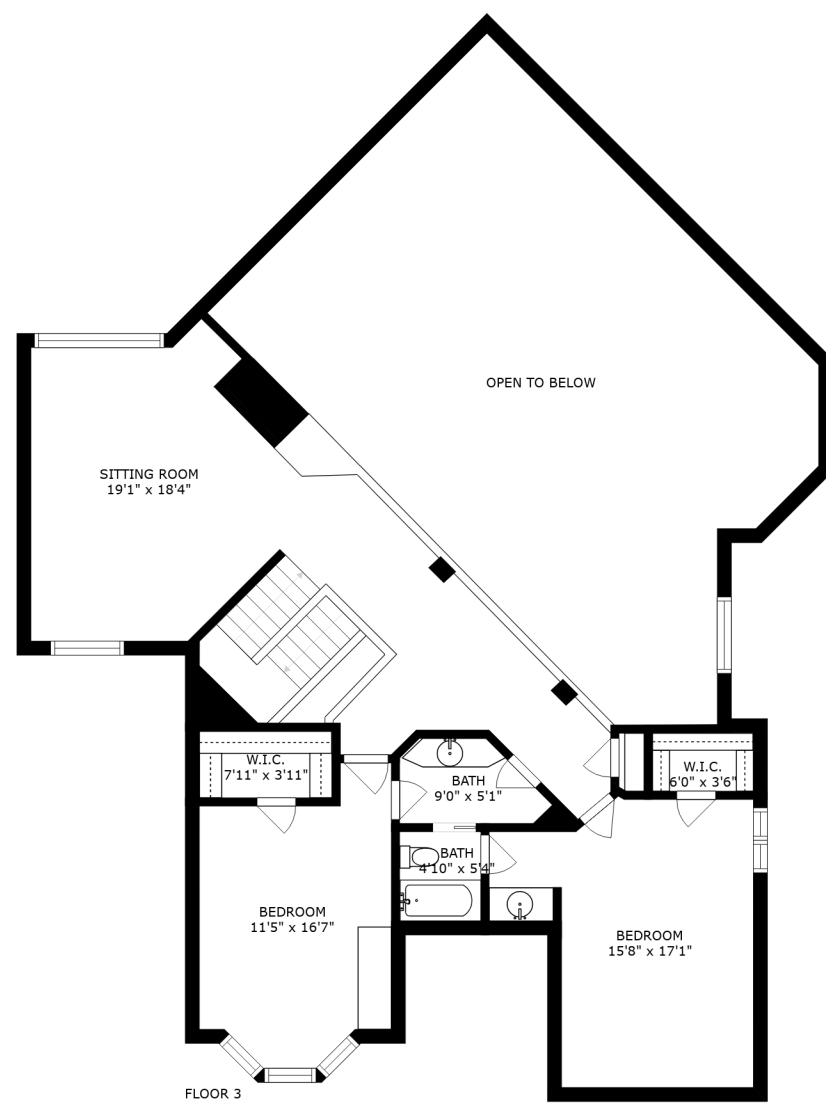 OPEN TO BELOW
SITTING ROOM
19'1" x 18'4"
W.I.C.
7'11" x 3'11"
W.I.C.
6'0" x 3'6"
BATH
9'0" x 5'1"
BATH
4'10" x 5'4"
BEDROOM
11'5" x 16'7"
BEDROOM
15'8" x 17'1"
FLOOR 3